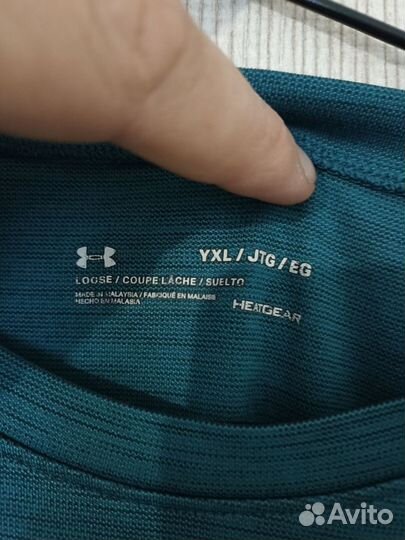 YXL / JTG / EG
LOOSE / COUPE LÂCHE / SUELTO
MADE IN MALAYSIA / FABRIQUÉ EN MALAISIE
HECHO EN MALASIA
HEATGEAR
Avito